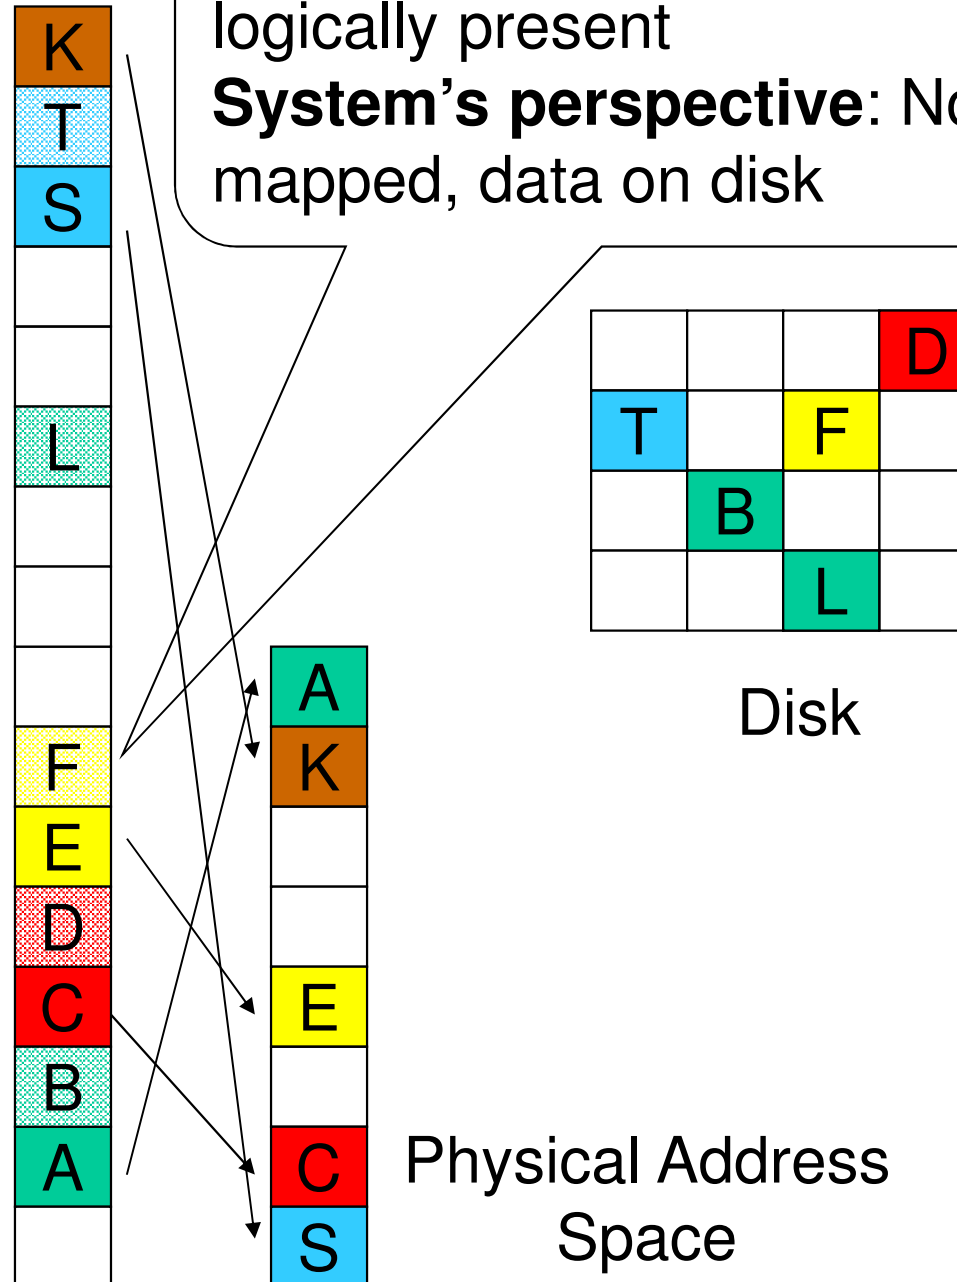 logically present
System's perspective: No
mapped, data on disk
K
T
S
L
F
E
D
C
B
A
A
K
E
C
S
D
T F
B
L
Disk
Physical Address
Space